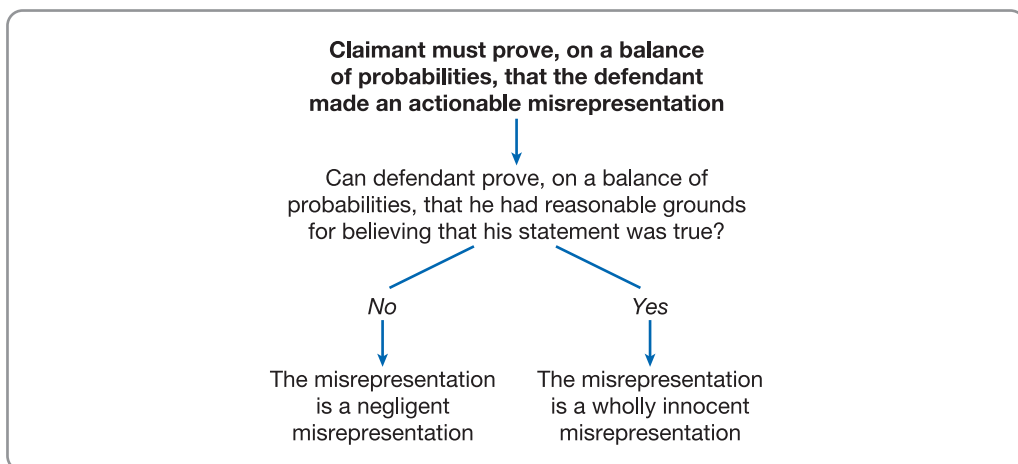 Claimant must prove, on a balance
of probabilities, that the defendant
made an actionable misrepresentation
Can defendant prove, on a balance of
probabilities, that he had reasonable grounds
for believing that his statement was true?
No
Yes
The misrepresentation
is a negligent
misrepresentation
The misrepresentation
is a wholly innocent
misrepresentation